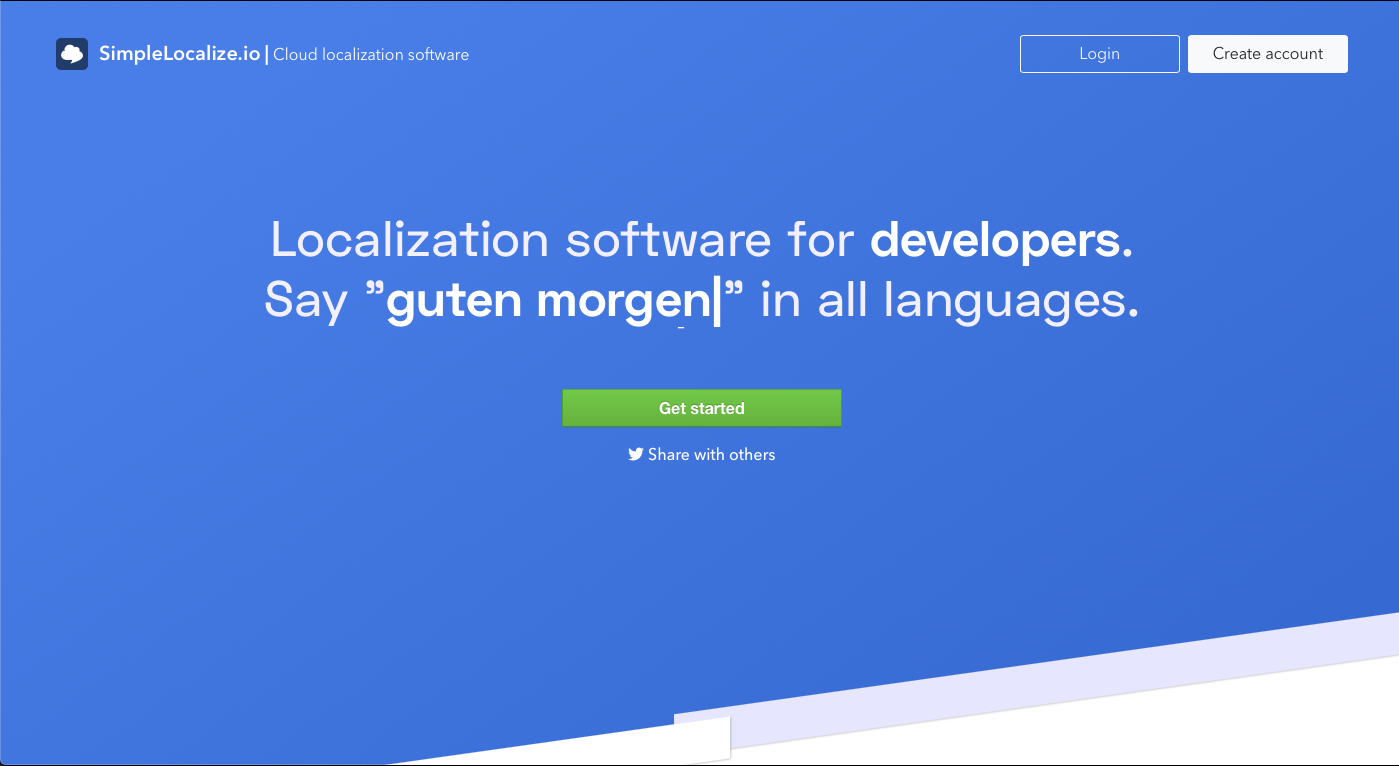 SimpleLocalize.io | Cloud localization software
Login
Create account
Localization software for developers.
Say ”guten morgen|” in all languages.
Get started
Share with others